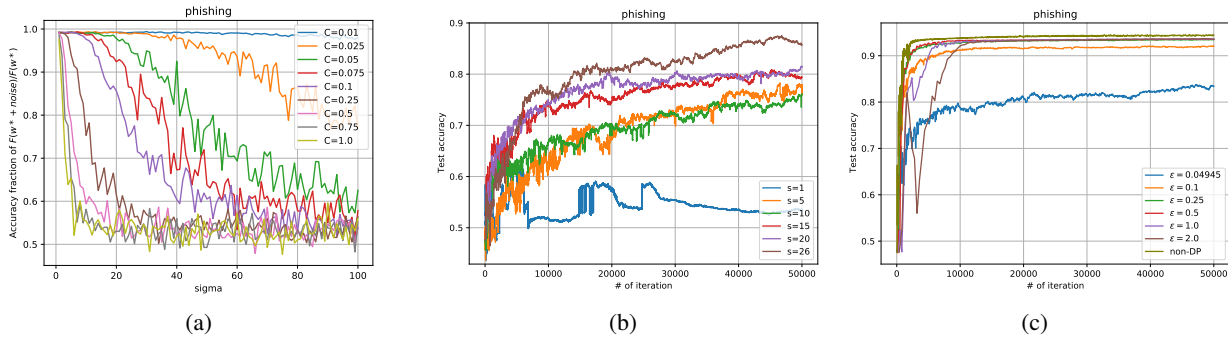 phishing
Accuracy fraction of F(w* + noise)/F(w*)
1.0
0.9
0.8
0.7
0.6
0.5
0
20
40
60
80
100
sigma
C=0.01
C=0.025
C=0.05
C=0.075
C=0.1
C=0.25
C=0.5
C=0.75
C=1.0
(a)
phishing
Test accuracy
0.9
0.8
0.7
0.6
0.5
0
10000
20000
30000
40000
50000
# of iteration
s=1
s=5
s=10
s=15
s=20
s=26
(b)
phishing
Test accuracy
0.9
0.8
0.7
0.6
0.5
0
10000
20000
30000
40000
50000
# of iteration
ε = 0.04945
ε = 0.1
ε = 0.25
ε = 0.5
ε = 1.0
ε = 2.0
non-DP
(c)